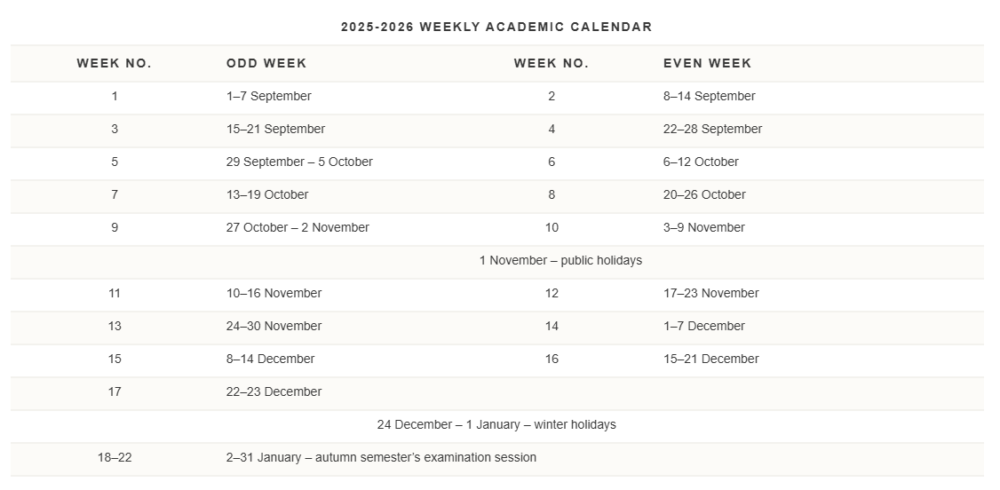 2025-2026 WEEKLY ACADEMIC CALENDAR
WEEK NO. ODD WEEK WEEK NO. EVEN WEEK
1 1–7 September 2 8–14 September
3 15–21 September 4 22–28 September
5 29 September – 5 October 6 6–12 October
7 13–19 October 8 20–26 October
9 27 October – 2 November 10 3–9 November
1 November – public holidays
11 10–16 November 12 17–23 November
13 24–30 November 14 1–7 December
15 8–14 December 16 15–21 December
17 22–23 December
24 December – 1 January – winter holidays
18–22 2–31 January – autumn semester’s examination session